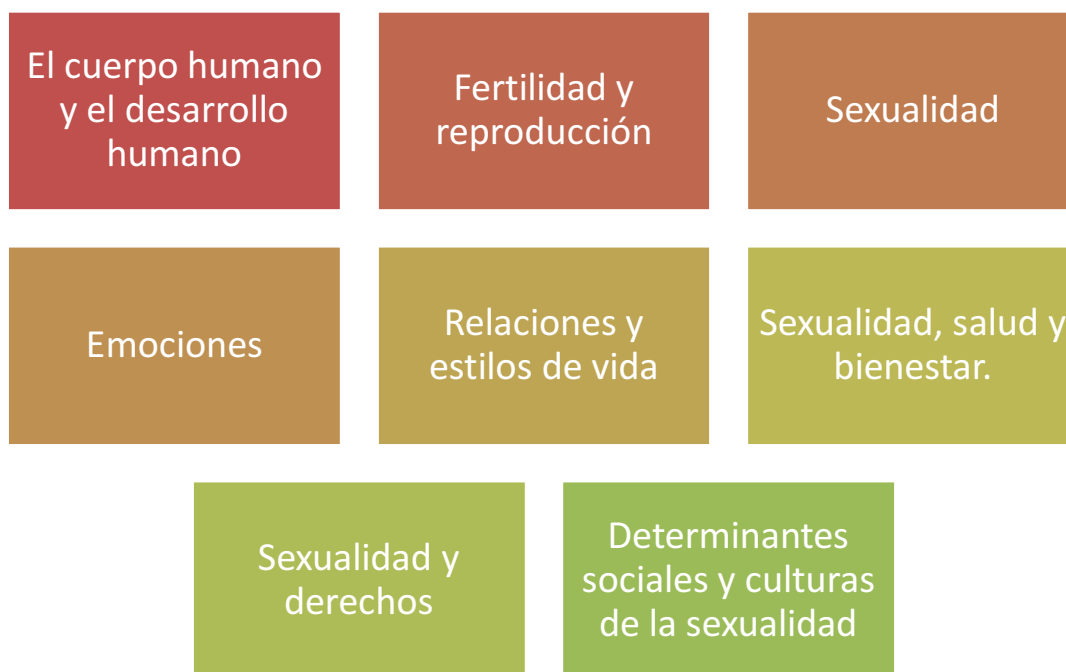 El cuerpo humano
y el desarrollo
humano
Fertilidad y
reproducción
Sexualidad
Emociones
Relaciones y
estilos de vida
Sexualidad, salud y
bienestar.
Sexualidad y
derechos
Determinantes
sociales y culturas
de la sexualidad